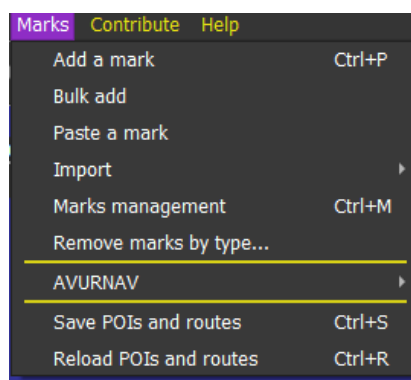 Marks Contribute Help
Add a mark Ctrl+P
Bulk add
Paste a mark
Import
Marks management Ctrl+M
Remove marks by type...
AVURNAV
Save POIs and routes Ctrl+S
Reload POIs and routes Ctrl+R